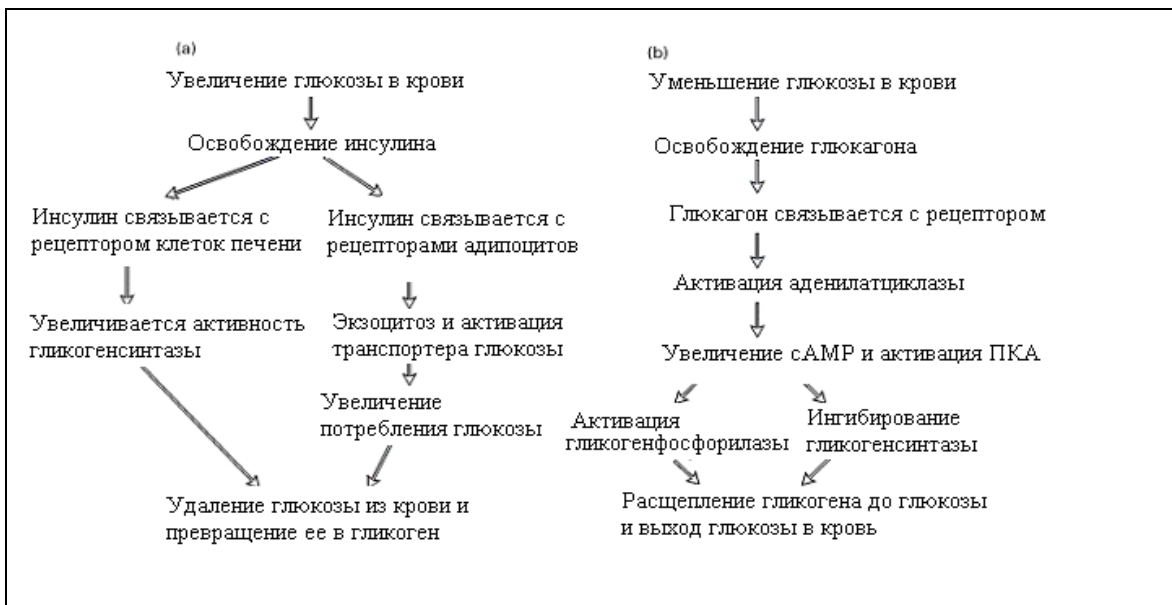 (a)
Увеличение глюкозы в крови
Освобождение инсулина
Инсулин связывается с
рецептором клеток печени
Инсулин связывается с
рецепторами адипоцитов
Увеличивается активность
гликогенсинтазы
Экзоцитоз и активация
транспортера глюкозы
Увеличение
потребления глюкозы
Удаление глюкозы из крови и
превращение ее в гликоген
(b)
Уменьшение глюкозы в крови
Освобождение глюкагона
Глюкагон связывается с рецептором
Активация аденилатциклазы
Увеличение сАМР и активация ПКА
Активация
гликогенфосфорилазы
Ингибирование
гликогенсинтазы
Расщепление гликогена до глюкозы
и выход глюкозы в кровь